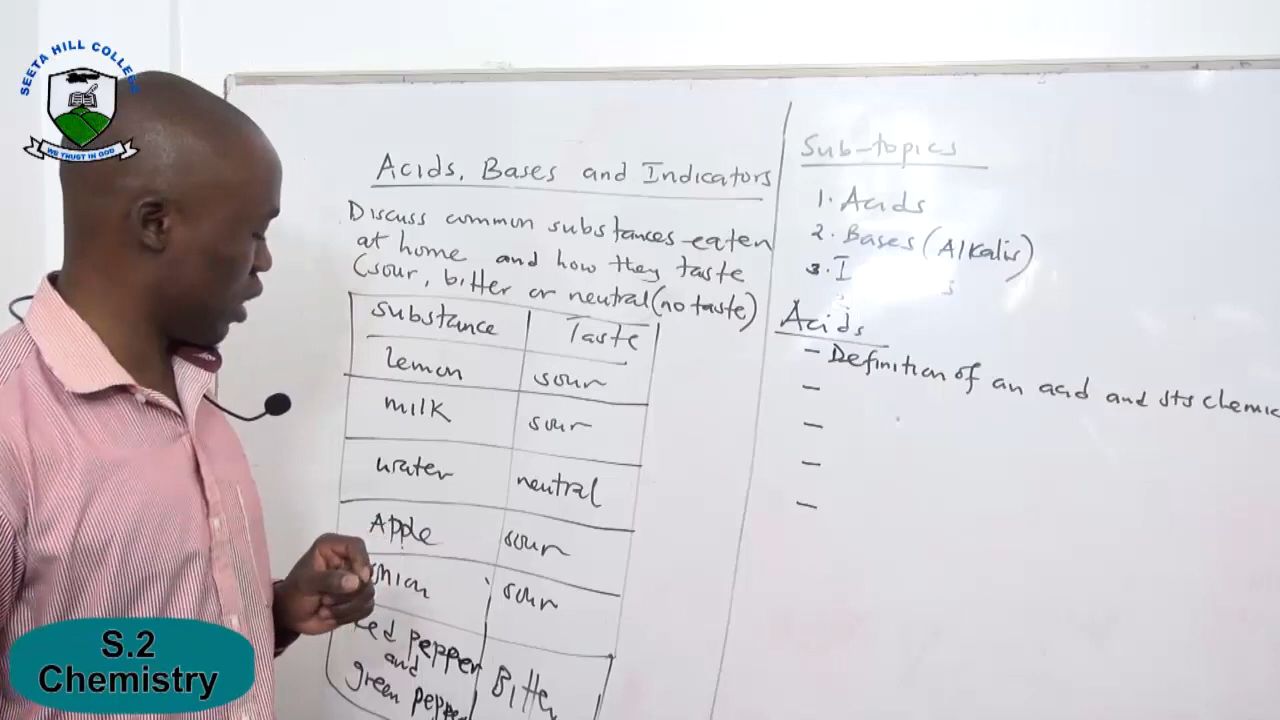 SEETA HILL COLLEGE
WE TRUST IN GOD
Acids, Bases and Indicators
Discuss common substances eaten
at home and how they taste
(sour, bitter or neutral (no taste)
Substance Taste
lemon sour
milk sour
water neutral
Apple sour
sour
Red pepper
and Bitter
green pepper
Sub-topics
1. Acids
2. Bases (Alkalis)
3. I s
Acids
- Definition of an acid and its chemic
-
-
-
-
S.2
Chemistry